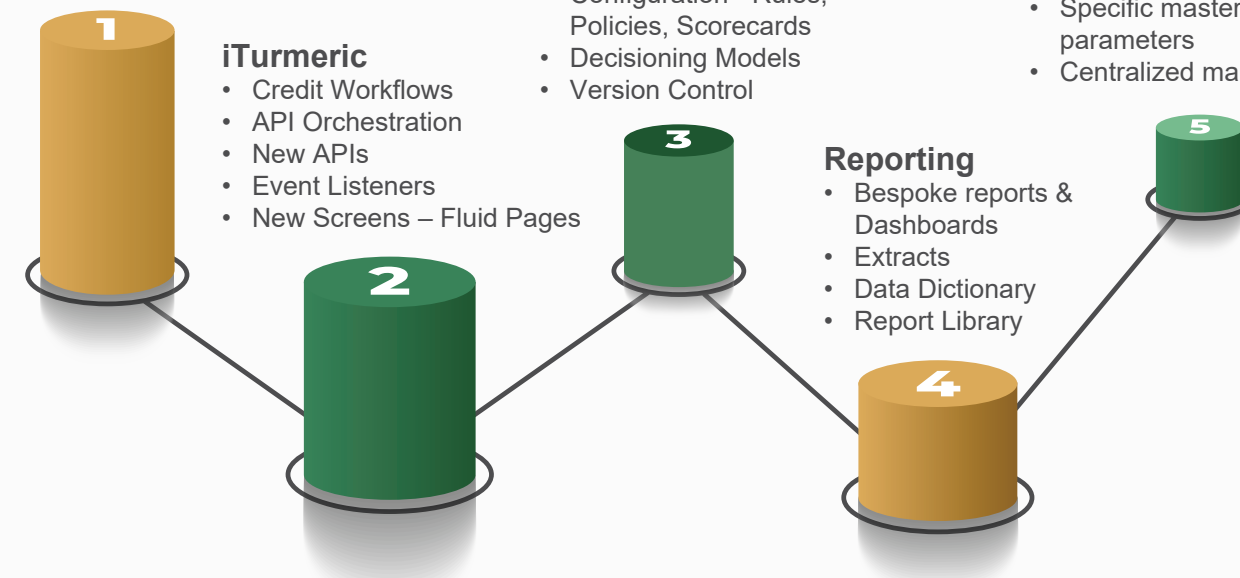 1
iTurmeric
• Credit Workflows
• API Orchestration
• New APIs
• Event Listeners
• New Screens – Fluid Pages
2
Policies, Scorecards
• Decisioning Models
• Version Control
3
Reporting
• Bespoke reports &
Dashboards
• Extracts
• Data Dictionary
• Report Library
4
• Specific master
parameters
• Centralized
5